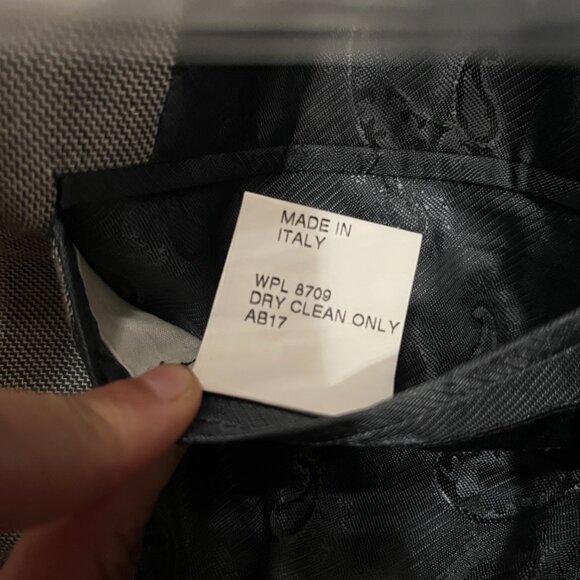 MADE IN
ITALY
WPL 8709
DRY CLEAN ONLY
AB17